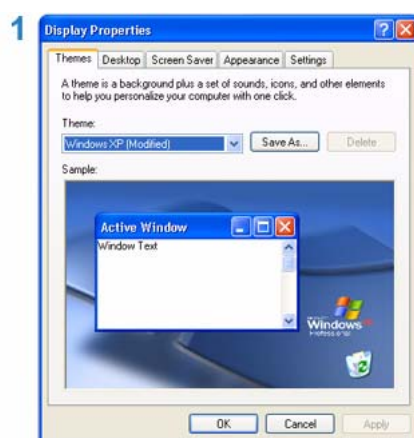 1
Display Properties
Themes Desktop Screen Saver Appearance Settings
A theme is a background plus a set of sounds, icons, and other elements
to help you personalize your computer with one click.
Theme:
Windows XP (Modified) Save As... Delete
Sample:
Active Window
Window Text
Windows
Professional
OK Cancel Apply